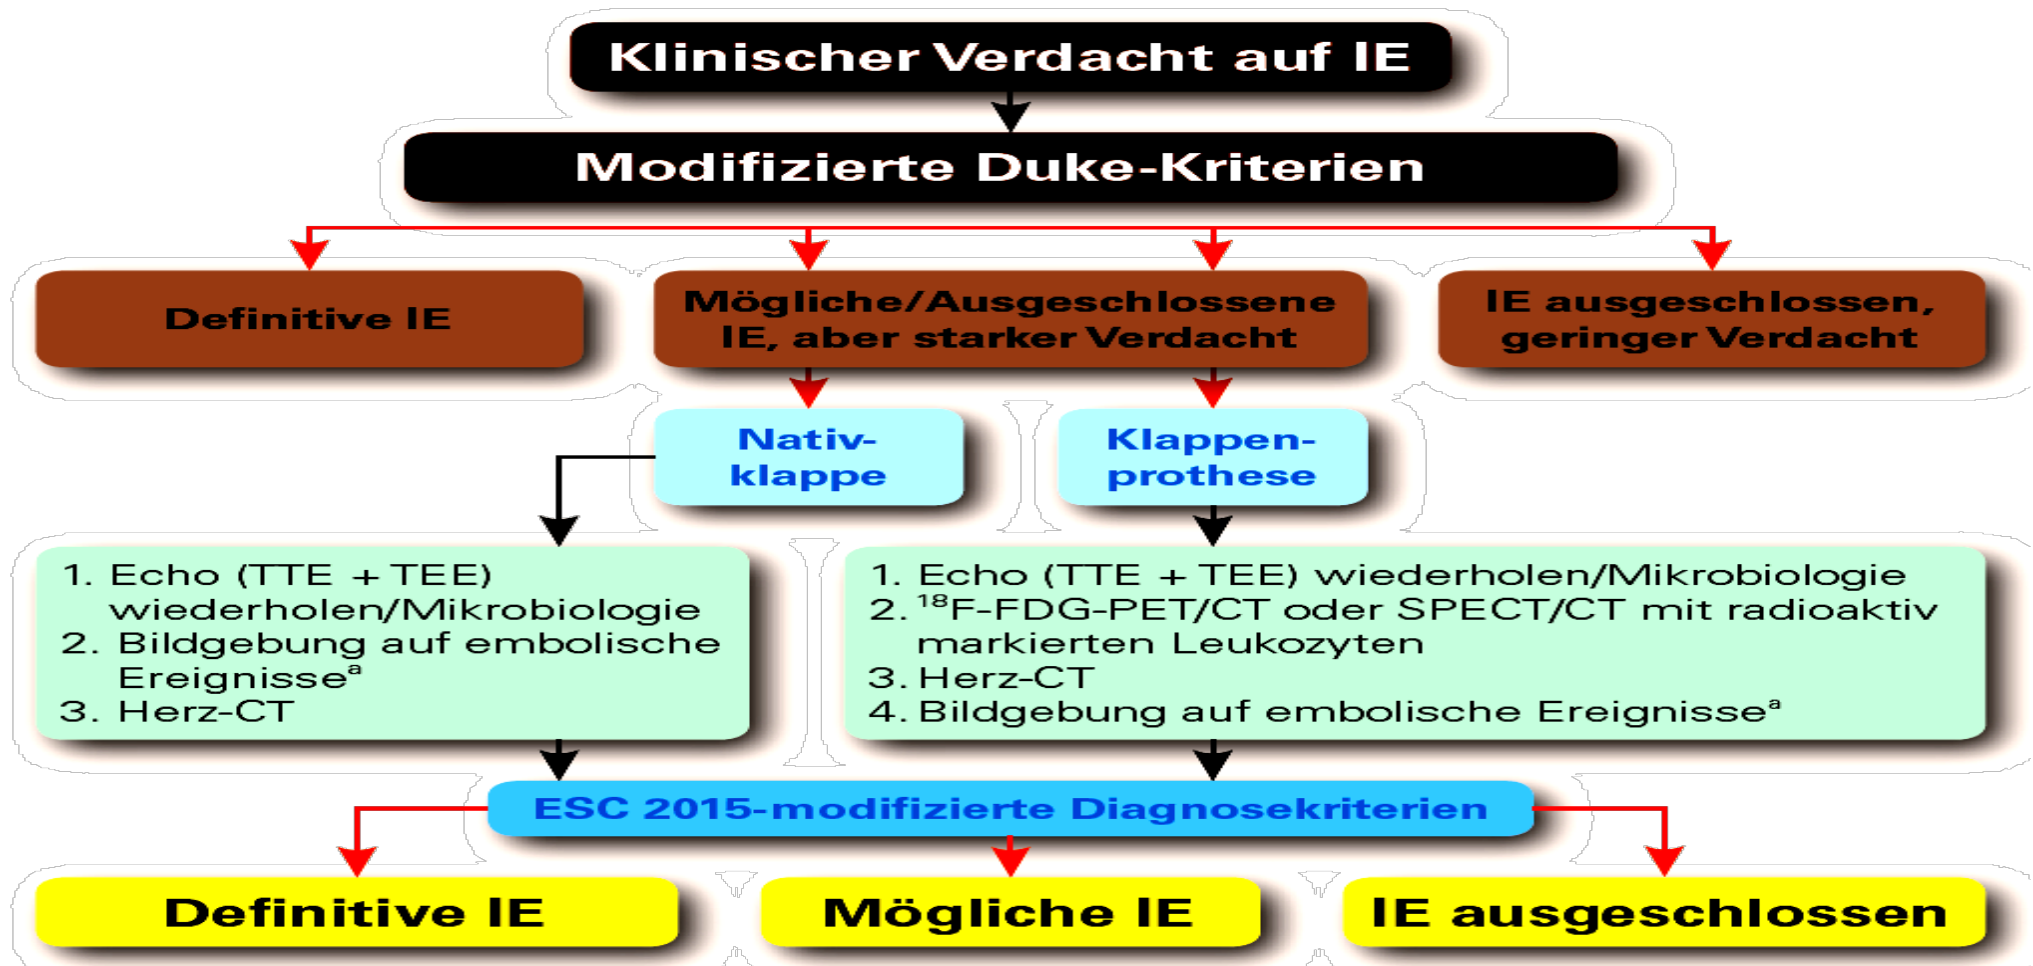 Klinischer Verdacht auf IE
Modifizierte Duke-Kriterien
Definitive IE
Mögliche/Ausgeschlossene
IE, aber starker Verdacht
IE ausgeschlossen,
geringer Verdacht
Nativ-
klappe
Klappen-
prothese
1. Echo (TTE + TEE)
wiederholen/Mikrobiologie
2. Bildgebung auf embolische
Ereignisseᵃ
3. Herz-CT
1. Echo (TTE + TEE) wiederholen/Mikrobiologie
2. ¹⁸F-FDG-PET/CT oder SPECT/CT mit radioaktiv
markierten Leukozyten
3. Herz-CT
4. Bildgebung auf embolische Ereignisseᵃ
ESC 2015-modifizierte Diagnosekriterien
Definitive IE
Mögliche IE
IE ausgeschlossen